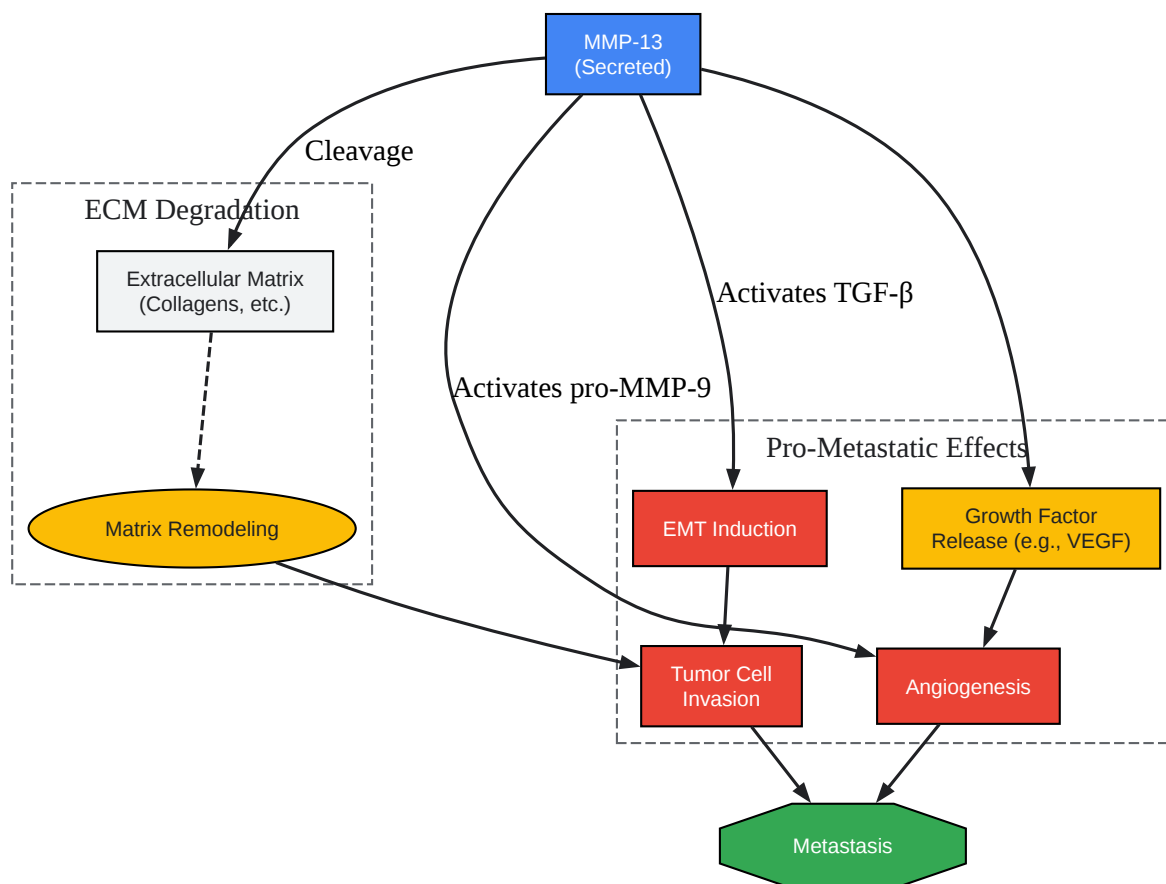 MMP-13
(Secreted)
Cleavage
ECM Degradation
Extracellular Matrix
(Collagens, etc.)
Activates TGF-β
Activates pro-MMP-9
Pro-Metastatic Effects
Matrix Remodeling
EMT Induction
Growth Factor
Release (e.g., VEGF)
Tumor Cell
Invasion
Angiogenesis
Metastasis